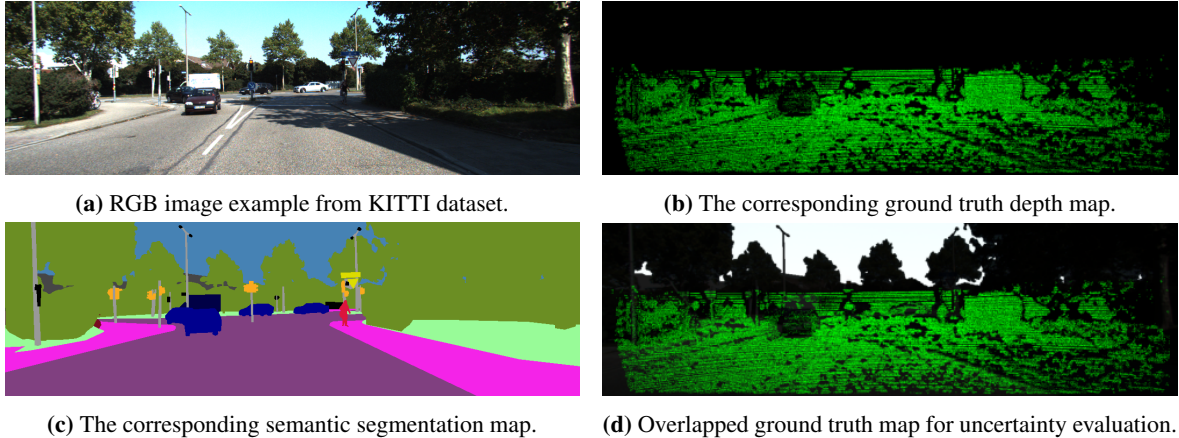 (a) RGB image example from KITTI dataset.
(b) The corresponding ground truth depth map.
(c) The corresponding semantic segmentation map.
(d) Overlapped ground truth map for uncertainty evaluation.